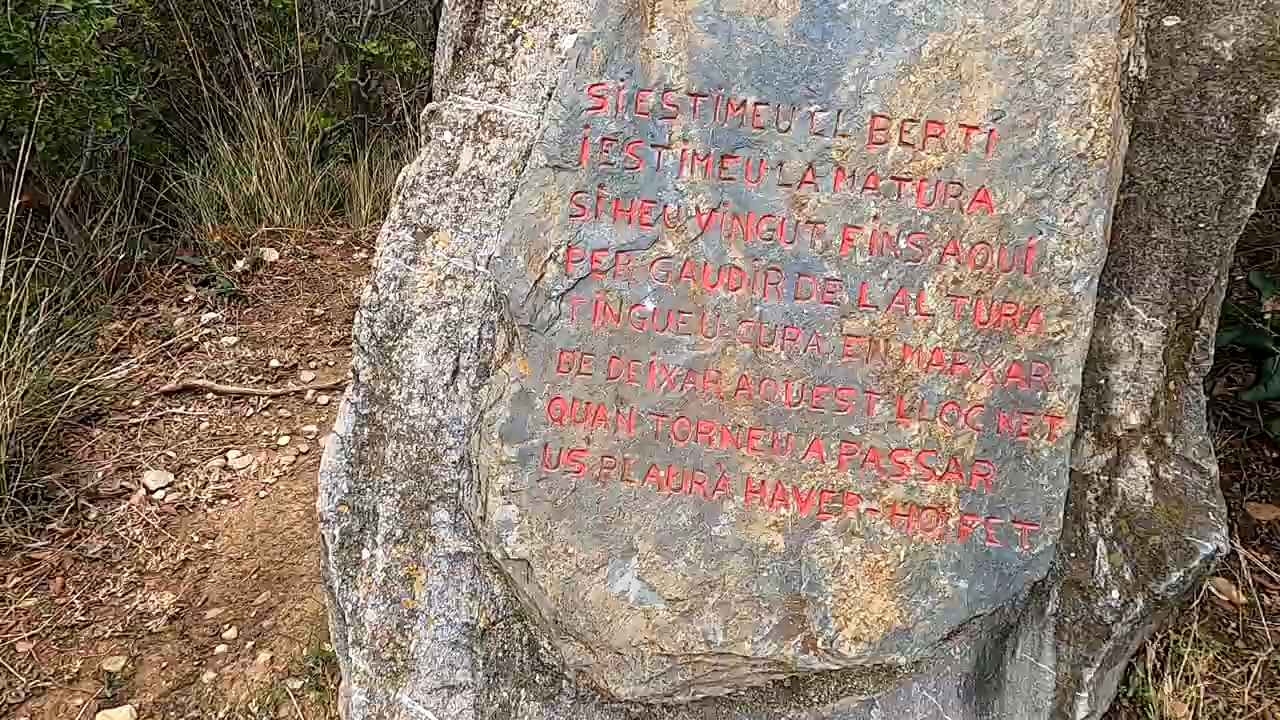 SI ESTIMEU EL BERTI
I ESTIMEU LA NATURA
SI HEU VINGUT FINS AQUI
PER GAUDIR DE L'ALTURA
TINGUEU CURA EN MARXAR
DE DEIXAR AQUEST LLOC NET
QUAN TORNEU A PASSAR
US PLAURÀ HAVER-HO FET